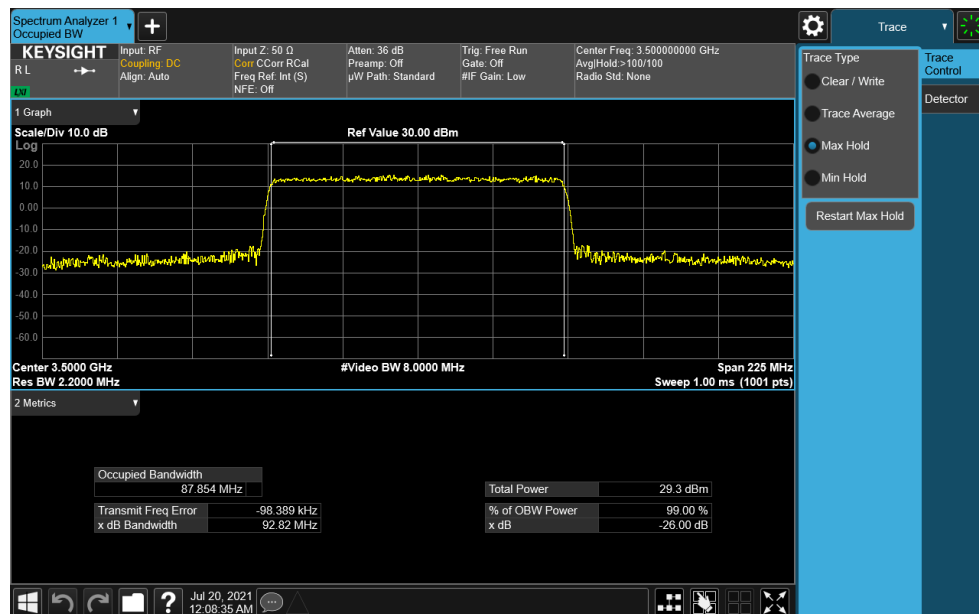 Spectrum Analyzer 1
Occupied BW
Trace
KEYSIGHT
R L
LXI
Input: RF
Coupling: DC
Align: Auto
Input Z: 50 Ω
Corr CCorr RCal
Freq Ref: Int (S)
NFE: Off
Atten: 36 dB
Preamp: Off
µW Path: Standard
Trig: Free Run
Gate: Off
#IF Gain: Low
Center Freq: 3.500000000 GHz
Avg|Hold:>100/100
Radio Std: None
Trace Type
Clear / Write
Trace Average
Max Hold
Min Hold
Restart Max Hold
Trace
Control
Detector
1 Graph
Scale/Div 10.0 dB
Ref Value 30.00 dBm
Log
20.0
10.0
0.00
-10.0
-20.0
-30.0
-40.0
-50.0
-60.0
Center 3.5000 GHz
#Video BW 8.0000 MHz
Span 225 MHz
Res BW 2.2000 MHz
Sweep 1.00 ms (1001 pts)
2 Metrics
Occupied Bandwidth
87.854 MHz
Total Power 29.3 dBm
Transmit Freq Error -98.389 kHz
% of OBW Power 99.00 %
x dB Bandwidth 92.82 MHz
x dB -26.00 dB
Jul 20, 2021
12:08:35 AM